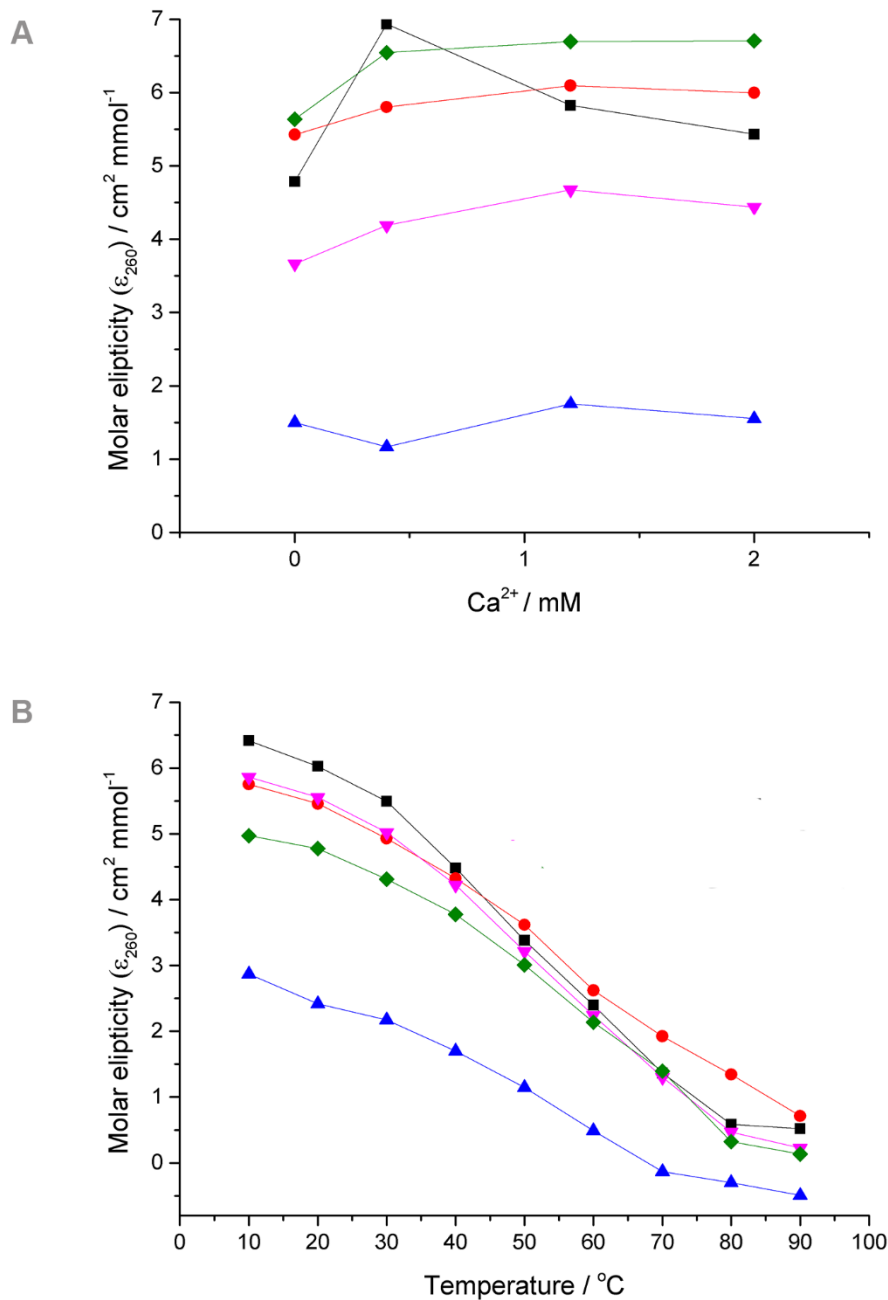 A
7
6
5
4
3
2
1
0
Molar elipticity (ε₂₆₀) / cm² mmol⁻¹
0 1 2
Ca²⁺ / mM
B
7
6
5
4
3
2
1
0
Molar elipticity (ε₂₆₀) / cm² mmol⁻¹
0 10 20 30 40 50 60 70 80 90 100
Temperature / °C